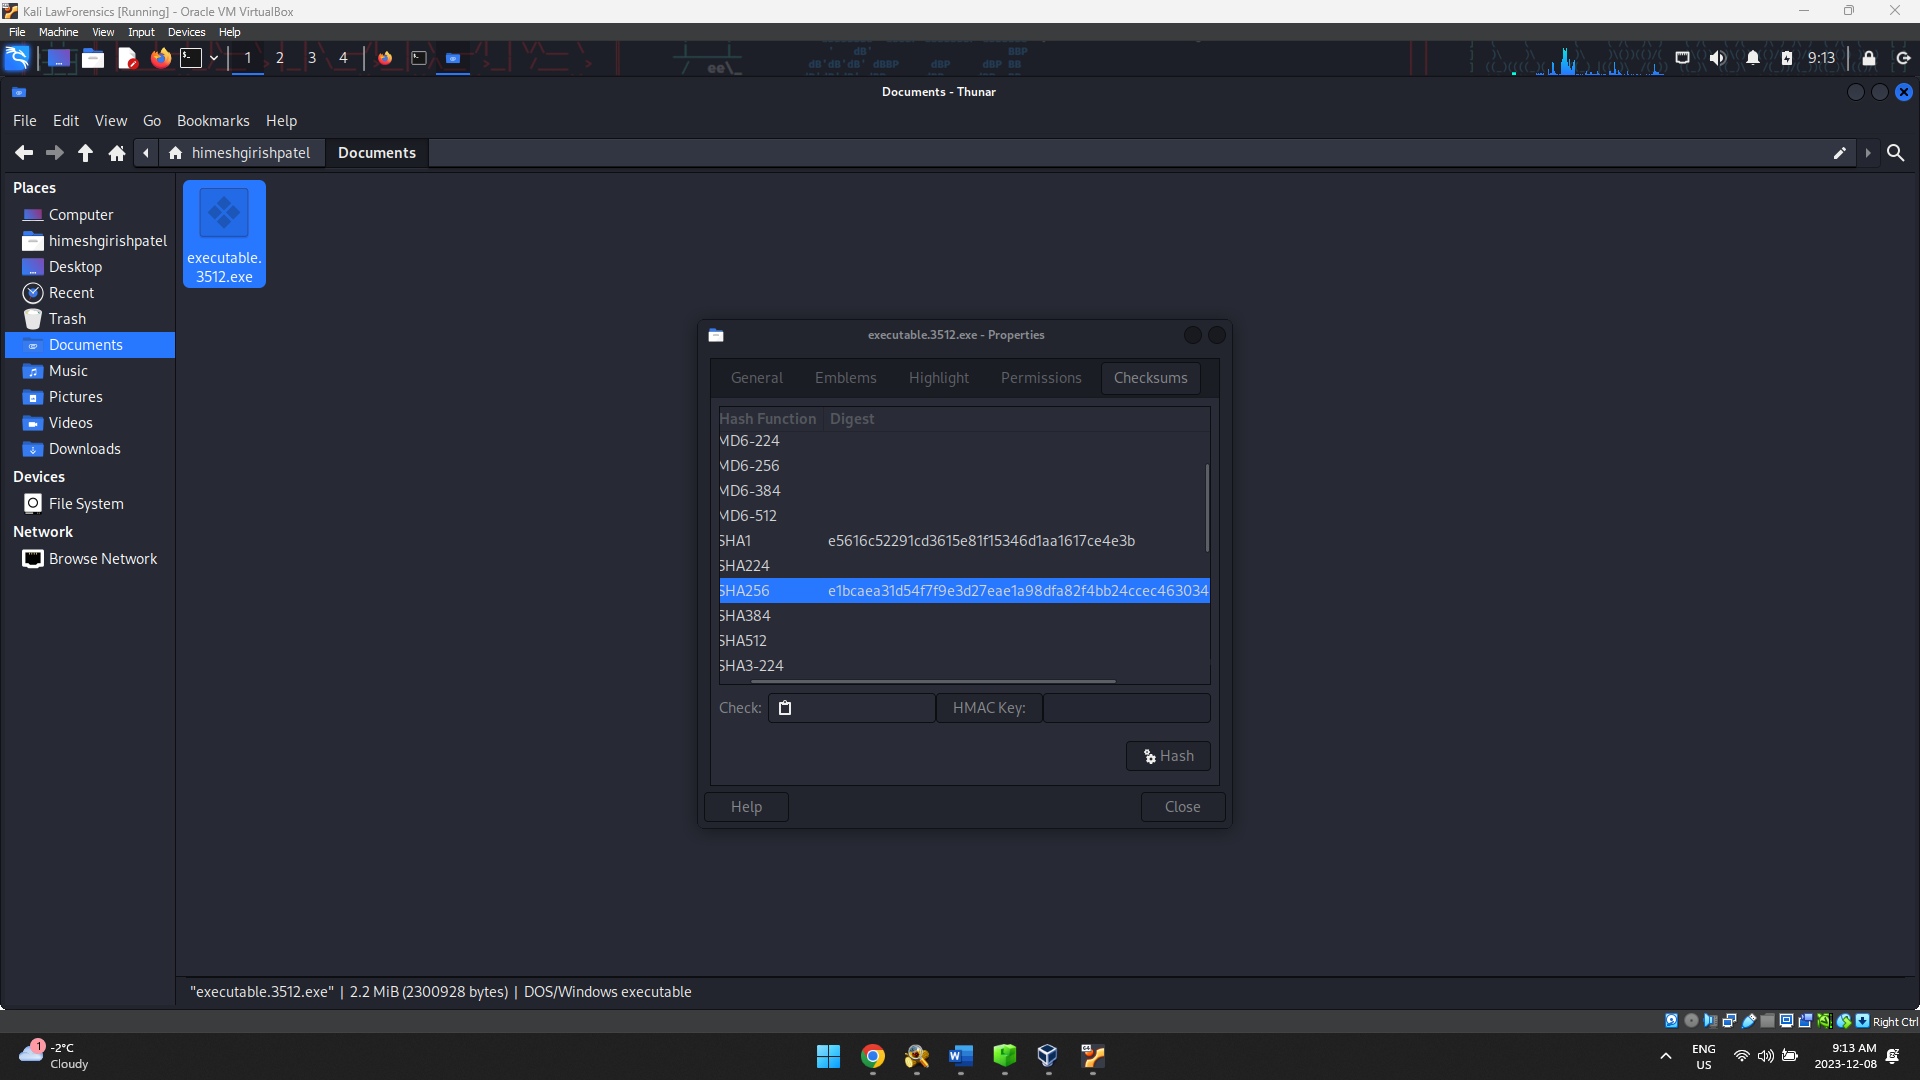 Kali LawForensics [Running] - Oracle VM VirtualBox
File Machine View Input Devices Help
1 2 3 4
9:13
Documents - Thunar
File Edit View Go Bookmarks Help
himeshgirishpatel Documents
Places
Computer
himeshgirishpatel
Desktop
Recent
Trash
Documents
Music
Pictures
Videos
Downloads
Devices
File System
Network
Browse Network
executable.
3512.exe
executable.3512.exe - Properties
General Emblems Highlight Permissions Checksums
Hash Function Digest
MD6-224
MD6-256
MD6-384
MD6-512
SHA1 e5616c52291cd3615e81f15346d1aa1617ce4e3b
SHA224
SHA256 e1bcaea31d54f7f9e3d27eae1a98dfa82f4bb24ccec463034
SHA384
SHA512
SHA3-224
Check: HMAC Key:
Hash
Help Close
"executable.3512.exe" | 2.2 MiB (2300928 bytes) | DOS/Windows executable
Right Ctrl
1
-2°C
Cloudy
ENG
US
9:13 AM
2023-12-08